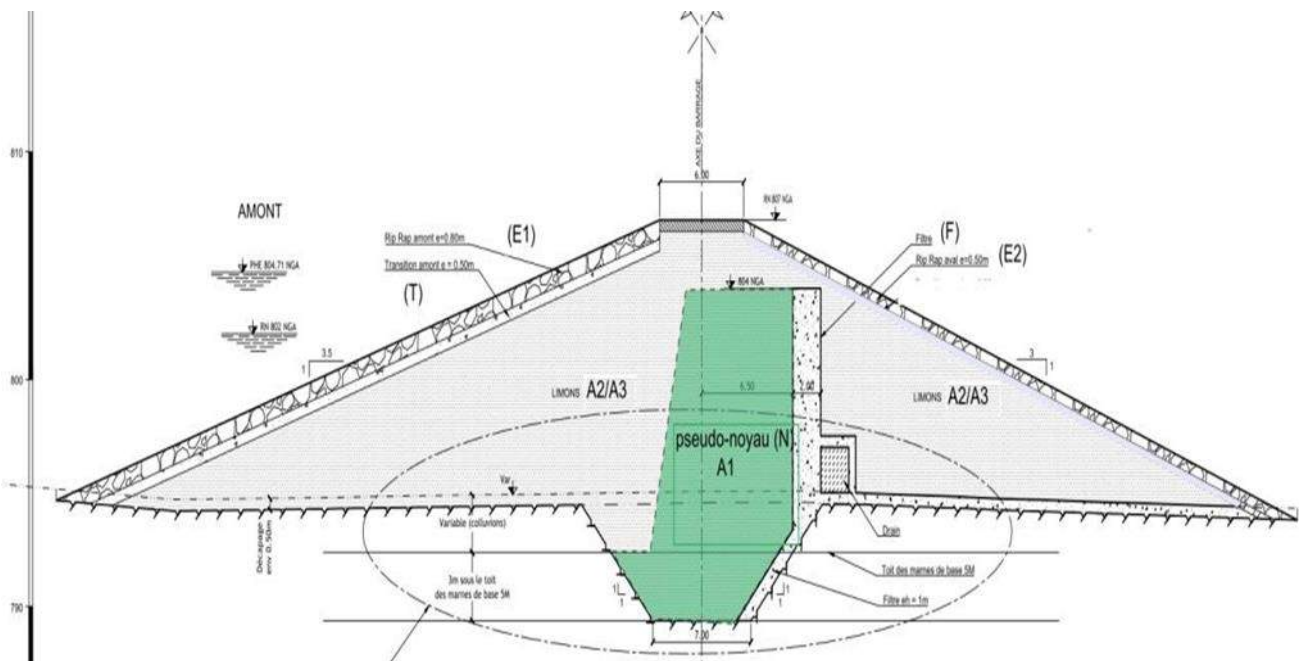 AXE DU BARRAGE
810
6.00
RN 807 NGA
AMONT
Rip Rap amont e=0.80m
(E1)
Filtre
(F)
PHE 804.71 NGA
Transition amont e = 0.50m
(T)
Rip Rap aval e=0.50m
(E2)
804 NGA
RN 802 NGA
3.5
1
3
1
800
LIMONS A2/A3
6.50
2.00
LIMONS A2/A3
pseudo-noyau (N)
A1
Var
Décapage
env 0.50m
Variable (colluvions)
Drain
Toit des marnes de base 5M
3m sous le toit
des marnes de base 5M
1
1
1
1
Filtre eh = 1m
790
7.00